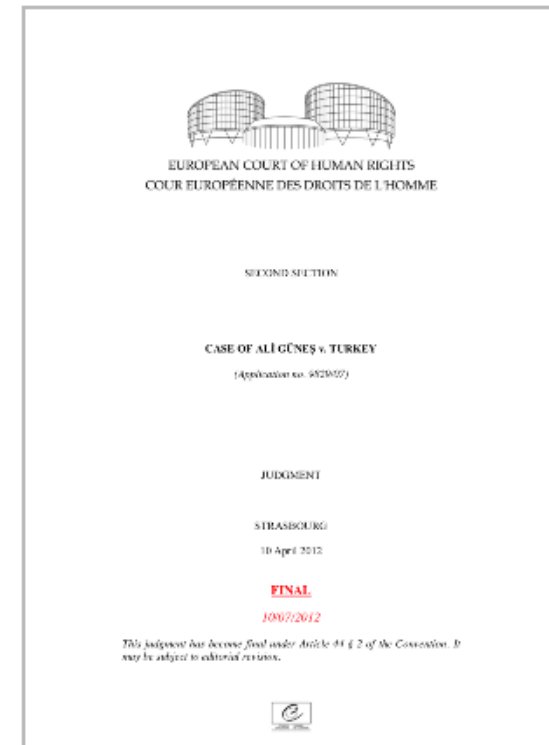 EUROPEAN COURT OF HUMAN RIGHTS
COUR EUROPÉENNE DES DROITS DE L'HOMME
SECOND SECTION
CASE OF ALİ GÜNEŞ v. TURKEY
(Application no. 9829/07)
JUDGMENT
STRASBOURG
10 April 2012
FINAL
10/07/2012
This judgment has become final under Article 44 § 2 of the Convention. It
may be subject to editorial revision.